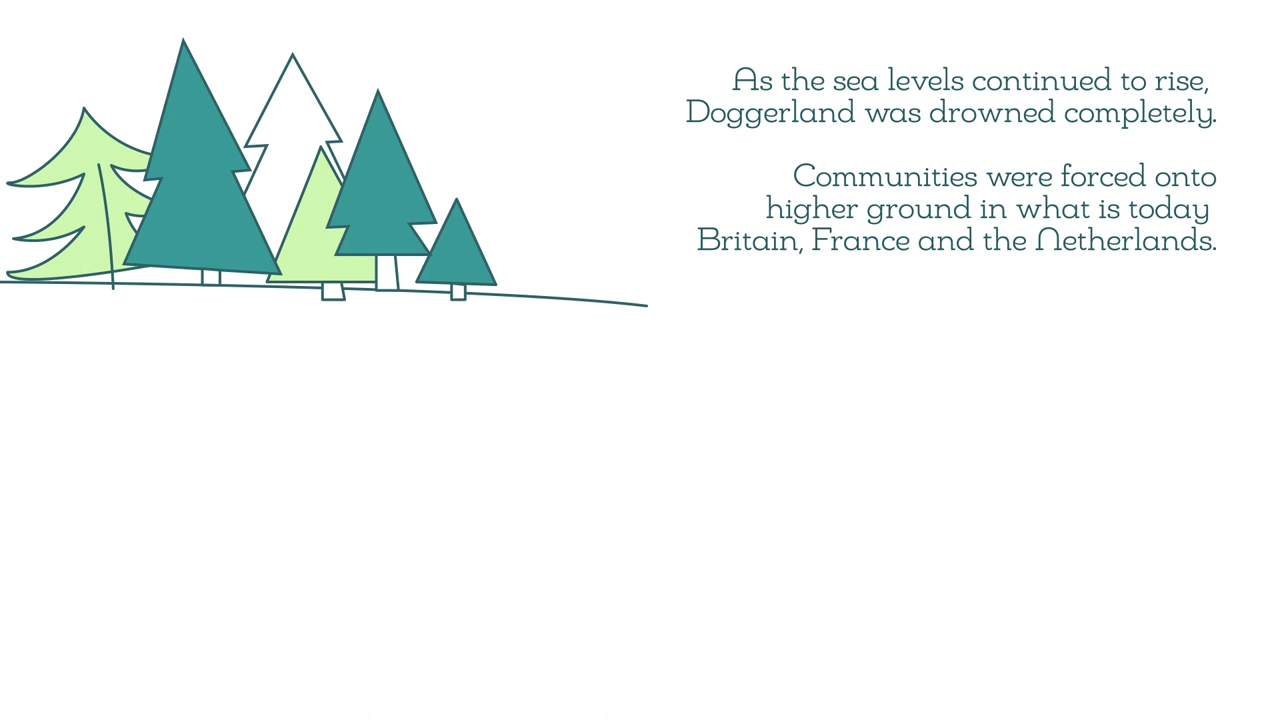 As the sea levels continued to rise,
Doggerland was drowned completely.
Communities were forced onto
higher ground in what is today
Britain, France and the Netherlands.